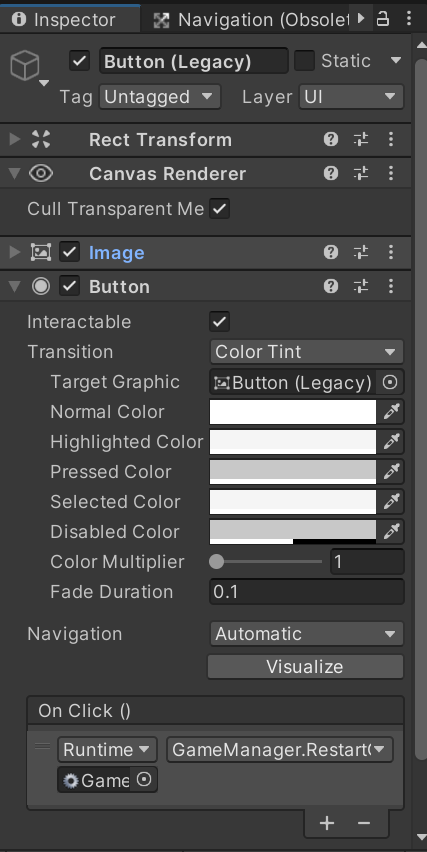 Inspector Navigation (Obsolet
Button (Legacy) Static
Tag Untagged Layer UI
Rect Transform
Canvas Renderer
Cull Transparent Me
Image
Button
Interactable
Transition Color Tint
Target Graphic Button (Legacy)
Normal Color
Highlighted Color
Pressed Color
Selected Color
Disabled Color
Color Multiplier 1
Fade Duration 0.1
Navigation Automatic
Visualize
On Click ()
Runtime GameManager.Restart
Game